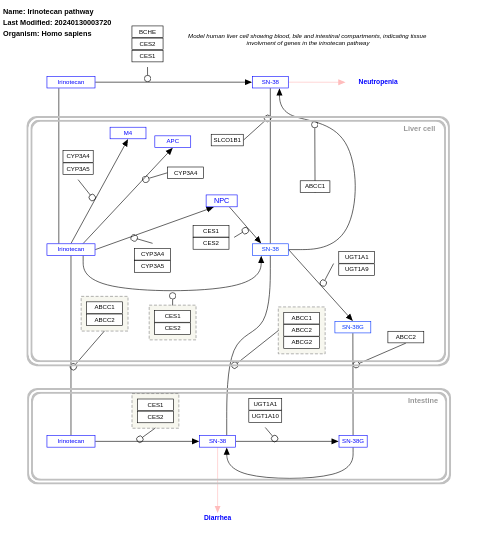 Name: Irinotecan pathway
Last Modified: 20240130003720
Organism: Homo sapiens
Model human liver cell showing blood, bile and intestinal compartments, indicating tissue
involvment of genes in the irinotecan pathway
BCHE
CES2
CES1
Irinotecan
SN-38
Neutropenia
Liver cell
M4
APC
SLCO1B1
CYP3A4
CYP3A5
CYP3A4
ABCC1
NPC
CES1
CES2
Irinotecan
SN-38
CYP3A4
CYP3A5
UGT1A1
UGT1A9
ABCC1
ABCC2
CES1
CES2
ABCC1
ABCC2
ABCG2
SN-38G
ABCC2
Intestine
CES1
CES2
UGT1A1
UGT1A10
Irinotecan
SN-38
SN-38G
Diarrhea